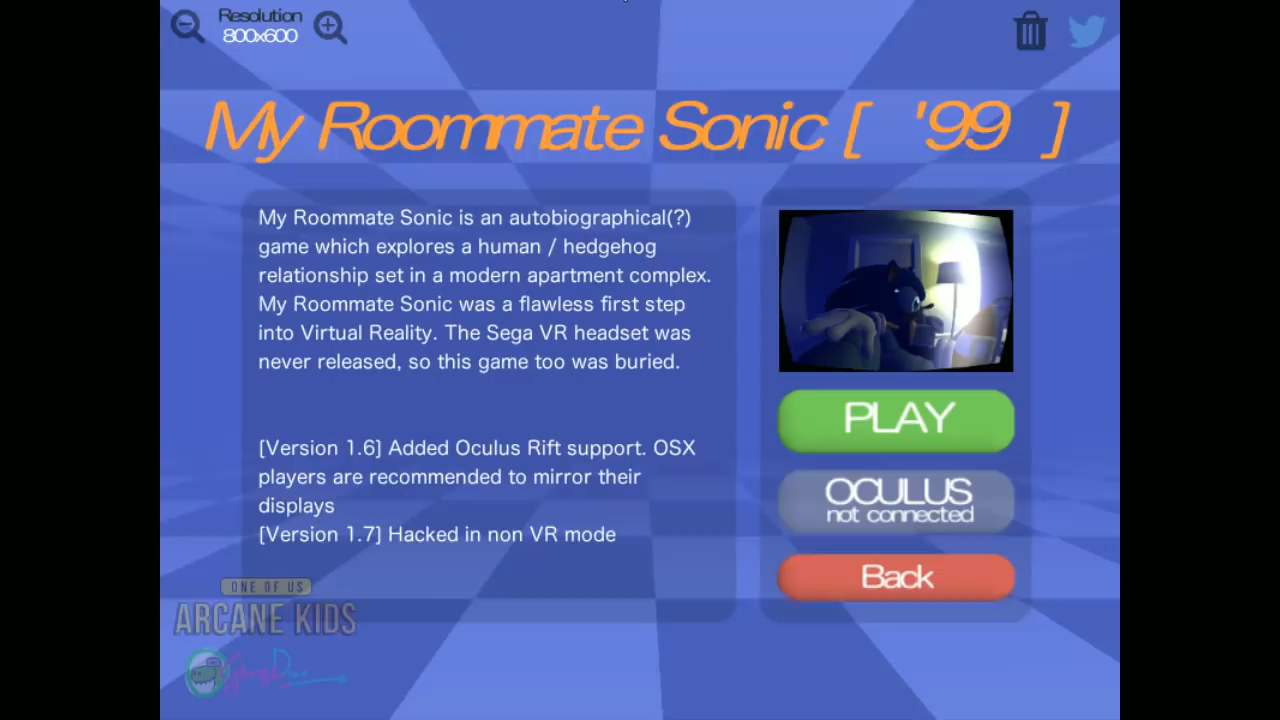 Resolution
800x600
My Roommate Sonic [ '99 ]
My Roommate Sonic is an autobiographical(?)
game which explores a human / hedgehog
relationship set in a modern apartment complex.
My Roommate Sonic was a flawless first step
into Virtual Reality. The Sega VR headset was
never released, so this game too was buried.
[Version 1.6] Added Oculus Rift support. OSX
players are recommended to mirror their
displays
[Version 1.7] Hacked in non VR mode
PLAY
OCULUS
not connected
Back
ONE OF US
ARCANE KIDS